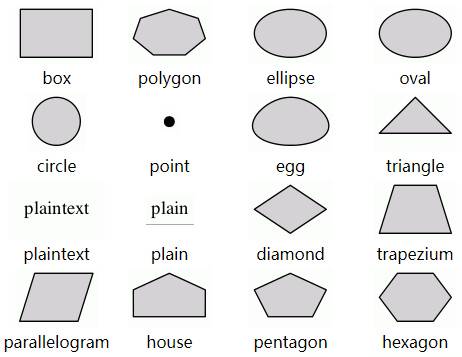 box polygon ellipse oval
circle point egg triangle
plaintext plain
plaintext plain diamond trapezium
parallelogram house pentagon hexagon